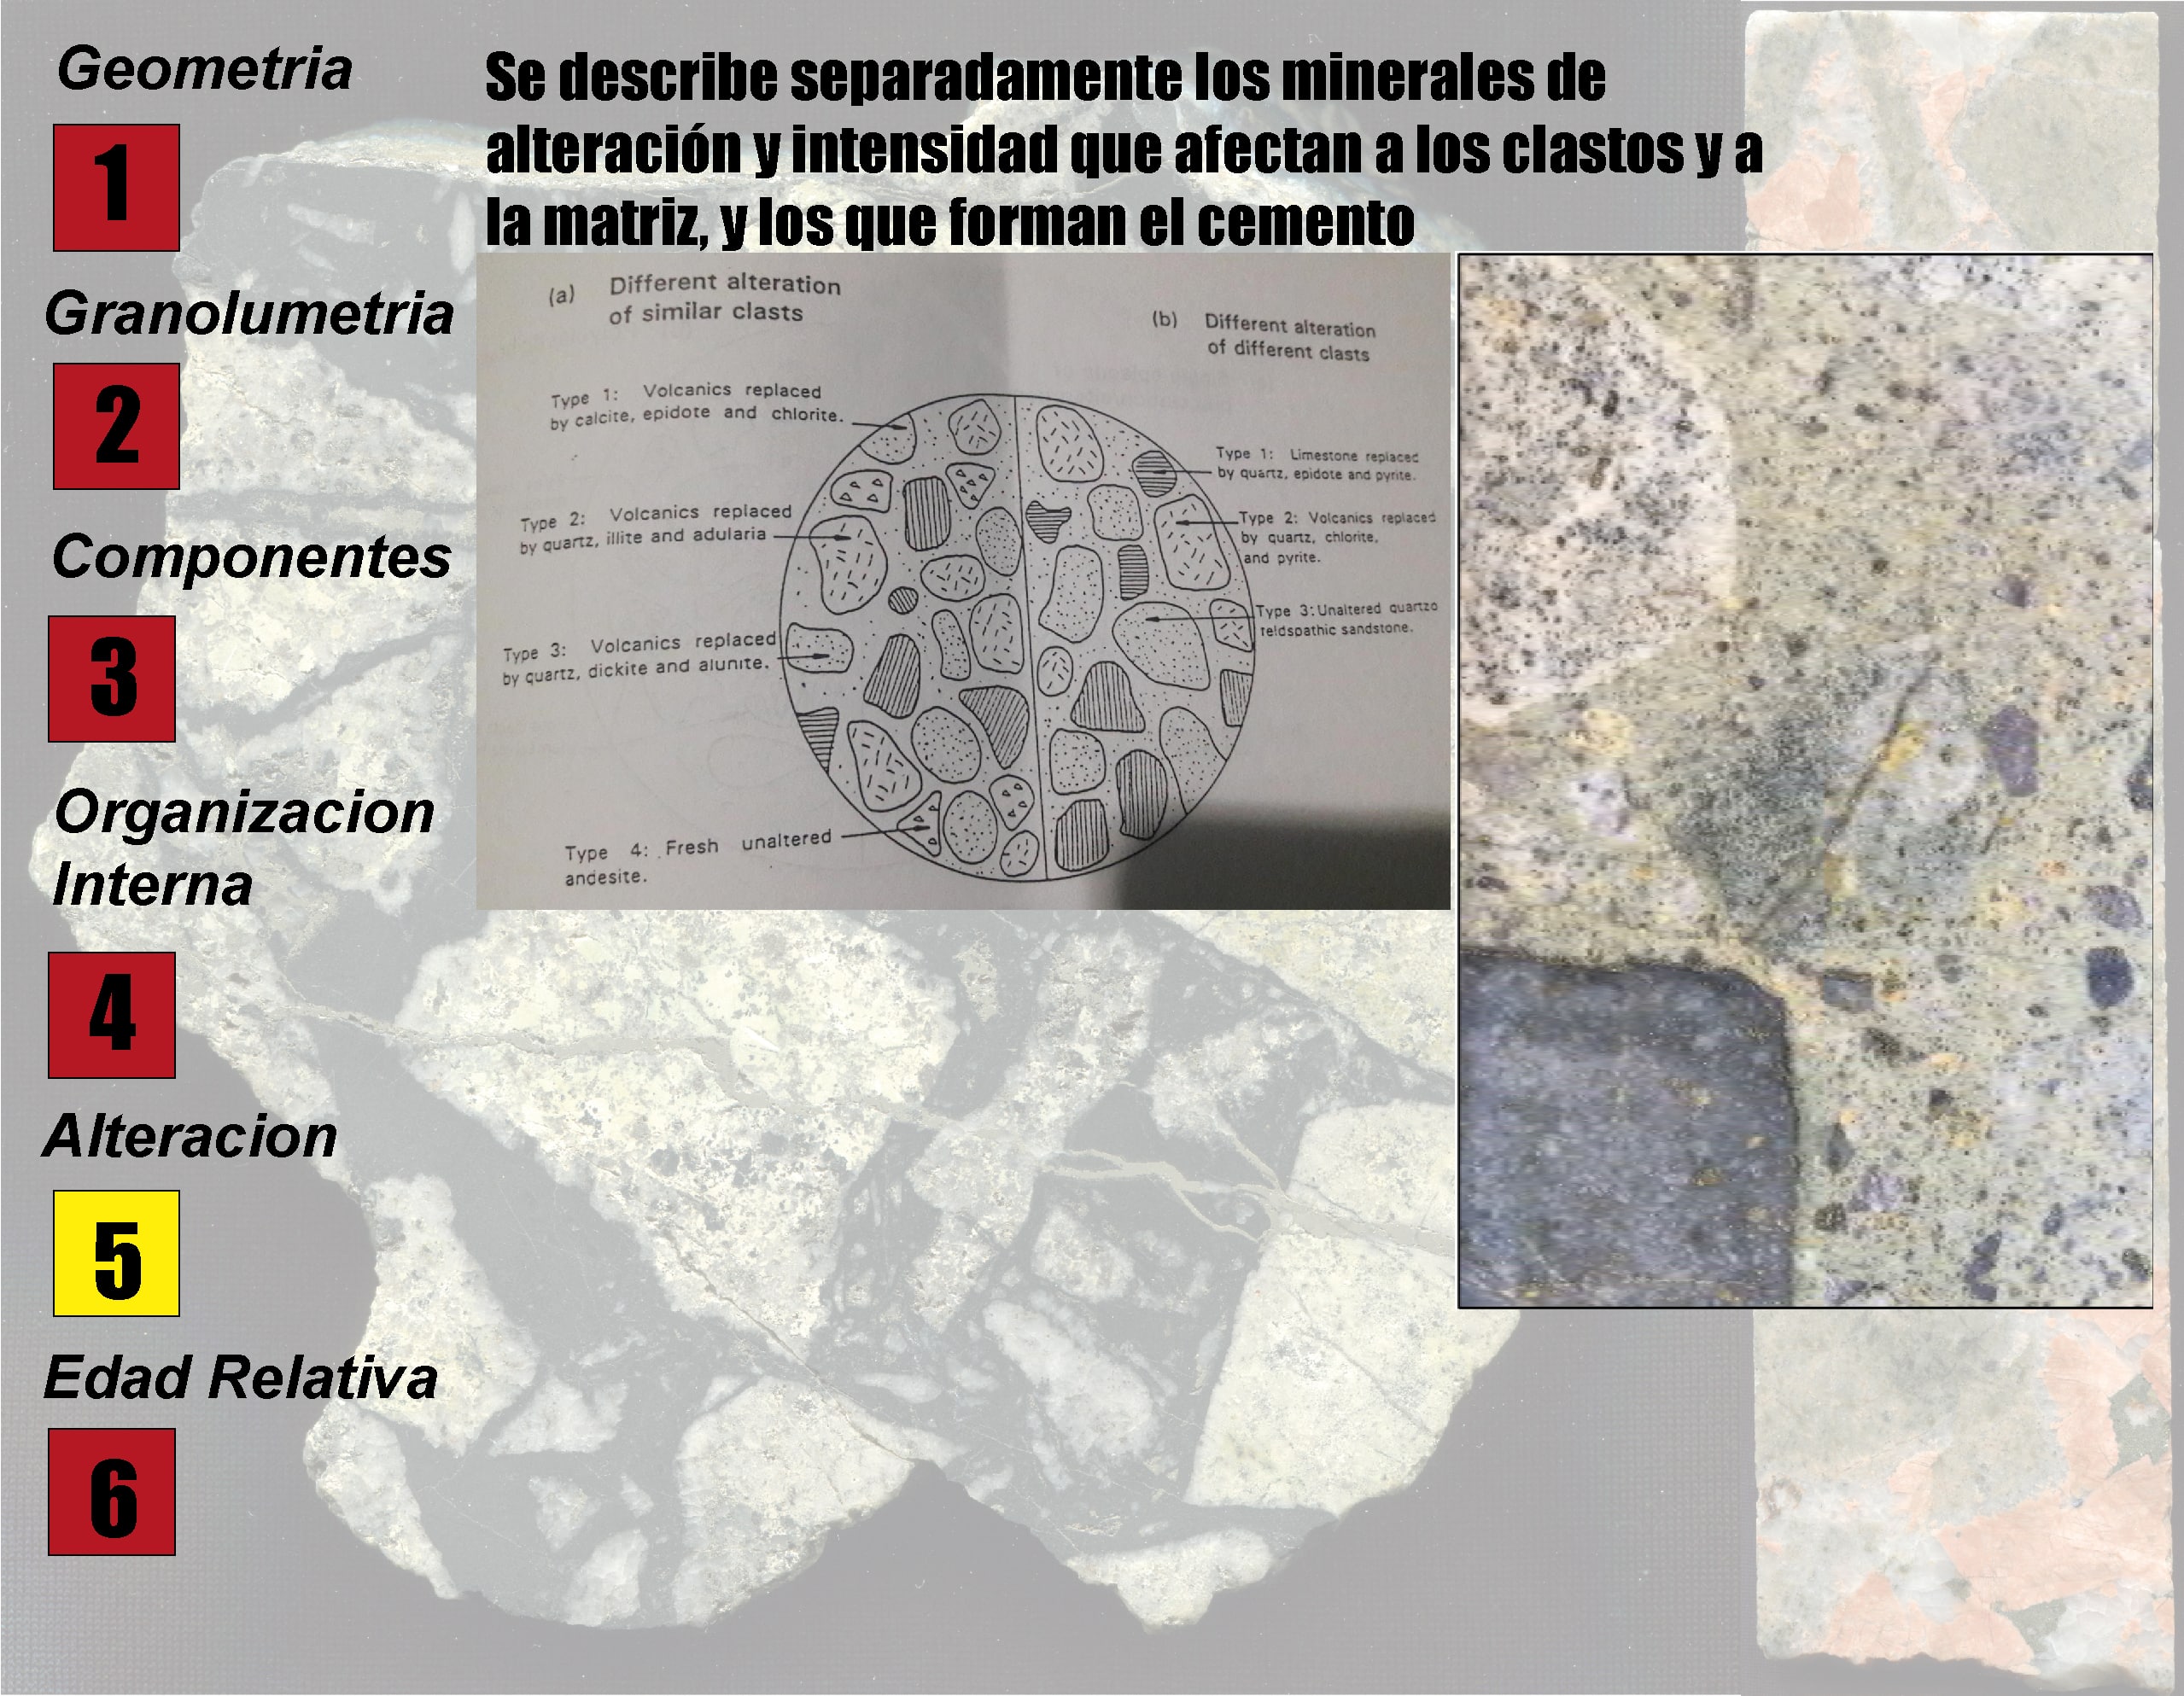 Geometria
1
Granolumetria
2
Componentes
3
Organizacion
Interna
4
Alteracion
5
Edad Relativa
6
Se describe separadamente los minerales de
alteración y intensidad que afectan a los clastos y a
la matriz, y los que forman el cemento
(a) Different alteration
of similar clasts
Type 1: Volcanics replaced
by calcite, epidote and chlorite.
Type 2: Volcanics replaced
by quartz, illite and adularia
Type 3: Volcanics replaced
by quartz, dickite and alunite.
Type 4: Fresh unaltered
andesite.
(b) Different alteration
of different clasts
Type 1: Limestone replaced
by quartz, epidote and pyrite.
Type 2: Volcanics replaced
by quartz, chlorite,
and pyrite.
Type 3: Unaltered quartzo
feldspathic sandstone.